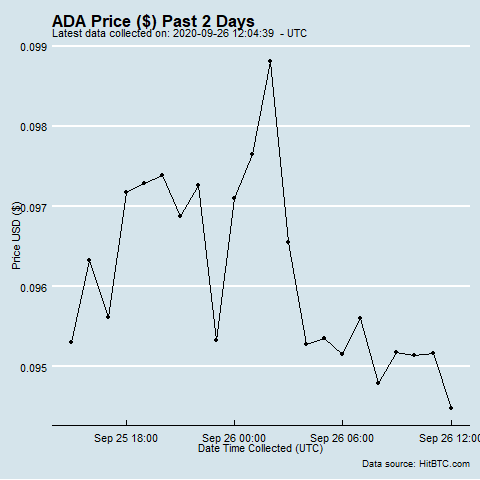 ADA Price ($) Past 2 Days
Latest data collected on: 2020-09-26 12:04:39 - UTC
0.099
0.098
0.097
0.096
0.095
Price USD ($)
Sep 25 18:00 Sep 26 00:00 Sep 26 06:00 Sep 26 12:00
Date Time Collected (UTC)
Data source: HitBTC.com